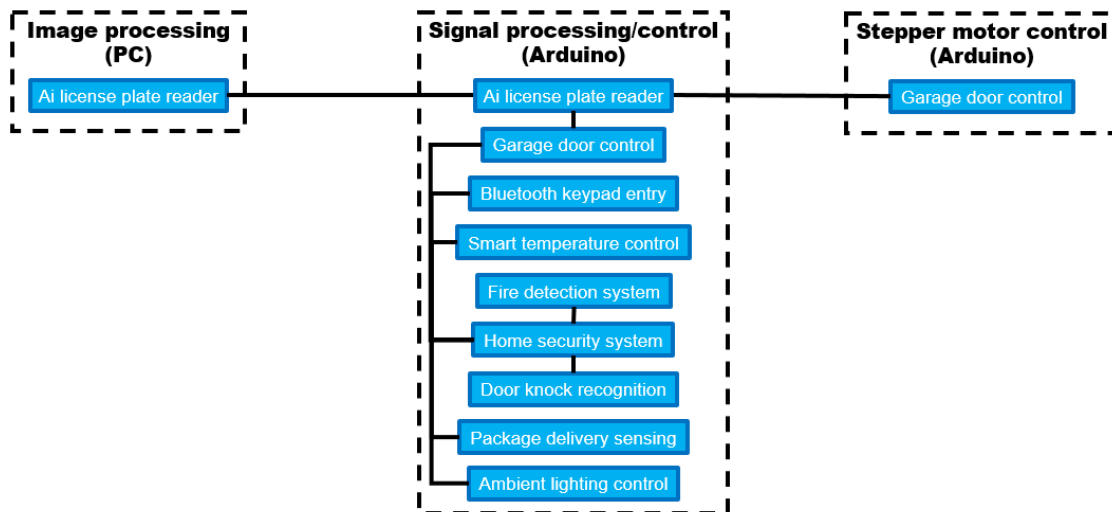 Image processing
(PC)
Ai license plate reader
Signal processing/control
(Arduino)
Ai license plate reader
Garage door control
Bluetooth keypad entry
Smart temperature control
Fire detection system
Home security system
Door knock recognition
Package delivery sensing
Ambient lighting control
Stepper motor control
(Arduino)
Garage door control